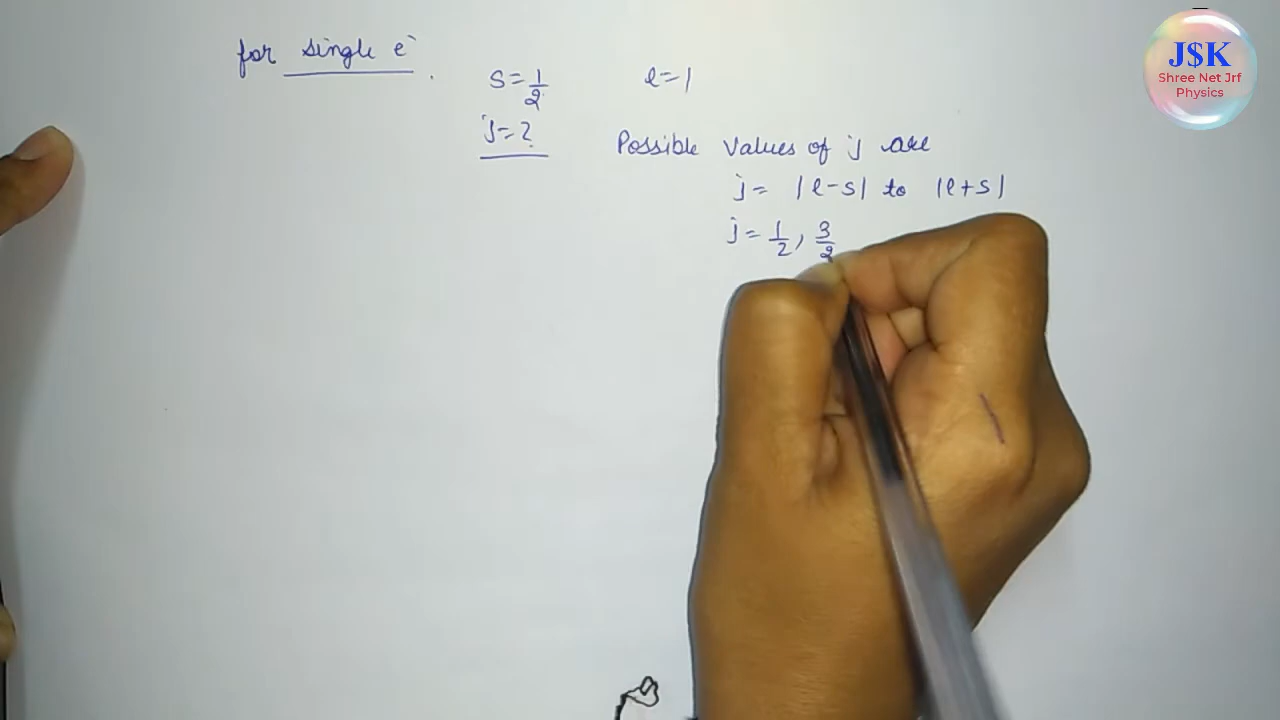 for single e⁻.
s = 1/2 l = 1
j = ?
Possible values of j are
j = |l - s| to |l + s|
j = 1/2, 3/2
JSK
Shree Net Jrf
Physics